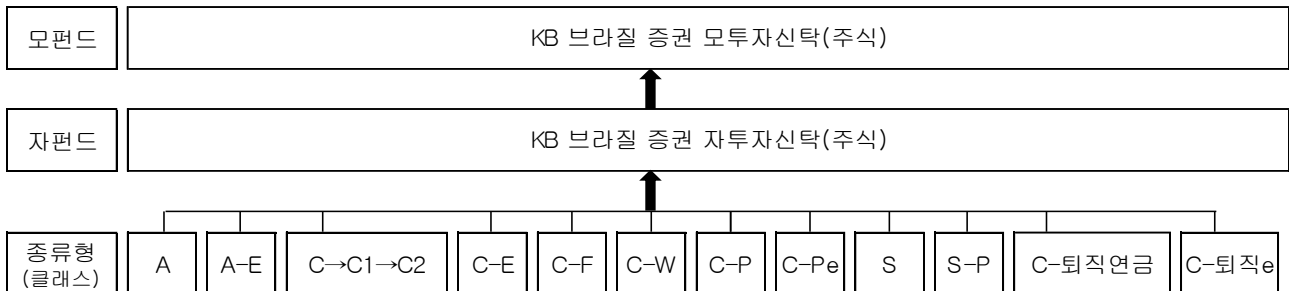 모펀드 KB 브라질 증권 모투자신탁(주식)
자펀드 KB 브라질 증권 자투자신탁(주식)
종류형
(클래스) A A-E C→C1→C2 C-E C-F C-W C-P C-Pe S S-P C-퇴직연금 C-퇴직e